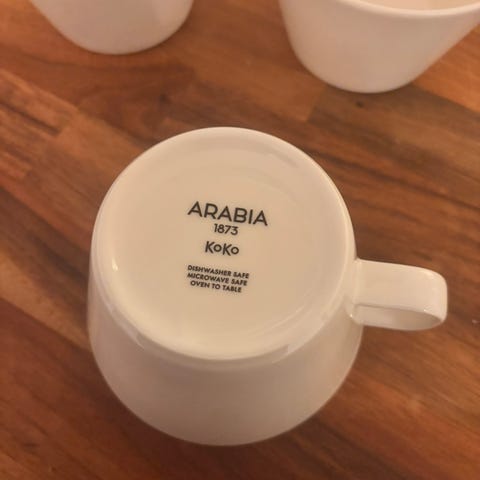 ARABIA
1873
KoKo
DISHWASHER SAFE
MICROWAVE SAFE
OVEN TO TABLE